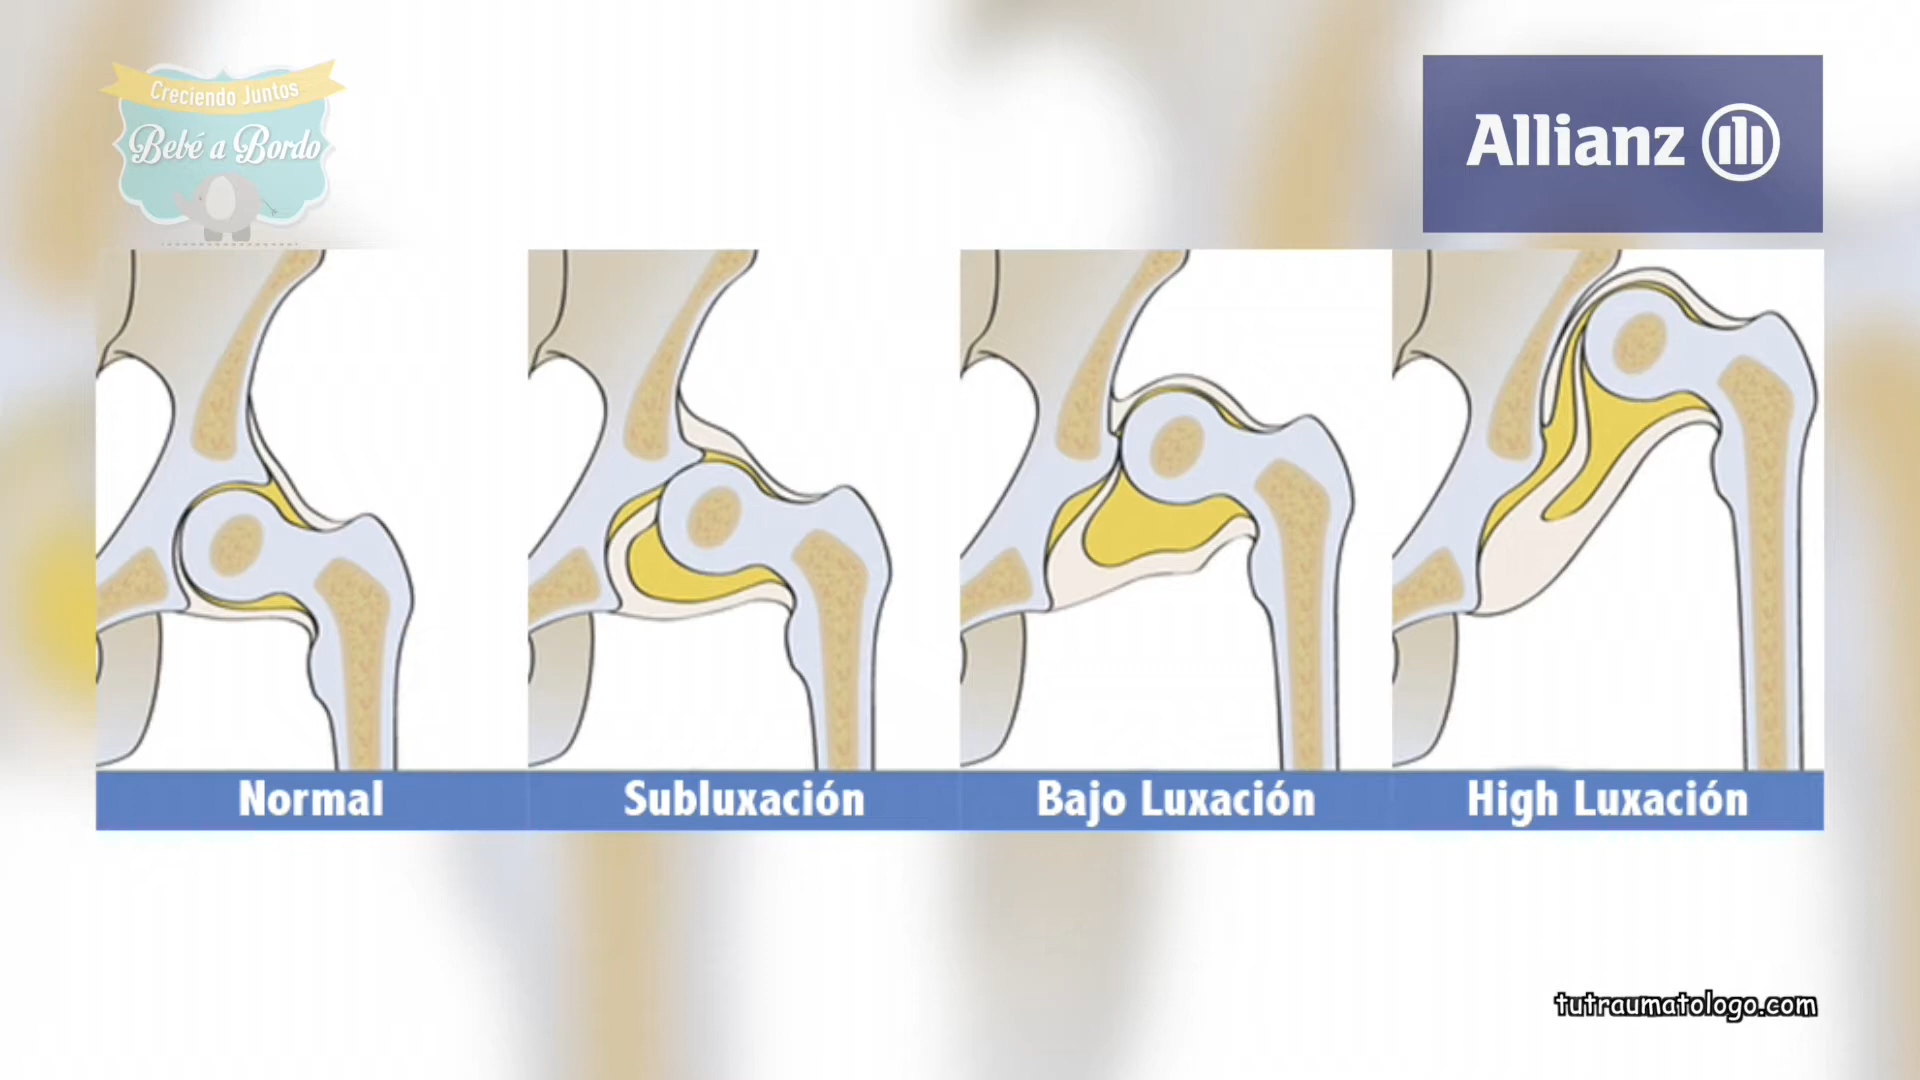 Creciendo Juntos
Bebé a Bordo
Allianz
Normal
Subluxación
Bajo Luxación
High Luxación
tutraumatologo.com